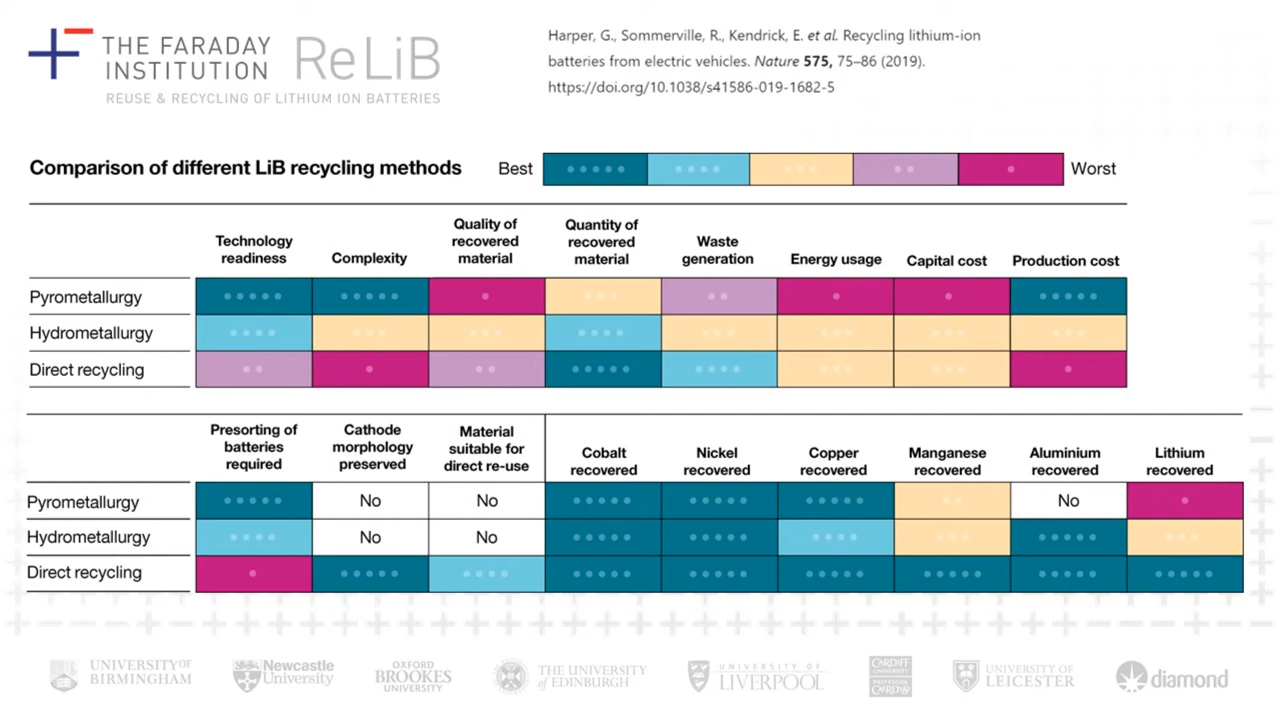 THE FARADAY
INSTITUTION
ReLiB
REUSE & RECYCLING OF LITHIUM ION BATTERIES
Harper, G., Sommerville, R., Kendrick, E. et al. Recycling lithium-ion
batteries from electric vehicles. Nature 575, 75–86 (2019).
https://doi.org/10.1038/s41586-019-1682-5
Comparison of different LiB recycling methods
Best
Worst
Technology
readiness
Complexity
Quality of
recovered
material
Quantity of
recovered
material
Waste
generation
Energy usage
Capital cost
Production cost
Pyrometallurgy
Hydrometallurgy
Direct recycling
Presorting of
batteries
required
Cathode
morphology
preserved
Material
suitable for
direct re-use
Cobalt
recovered
Nickel
recovered
Copper
recovered
Manganese
recovered
Aluminium
recovered
Lithium
recovered
Pyrometallurgy
No
No
No
Hydrometallurgy
No
No
Direct recycling
UNIVERSITY OF
BIRMINGHAM
Newcastle
University
OXFORD
BROOKES
UNIVERSITY
THE UNIVERSITY
of EDINBURGH
UNIVERSITY OF
LIVERPOOL
CARDIFF
UNIVERSITY
PRIFYSGOL
CAERDYDD
UNIVERSITY OF
LEICESTER
diamond